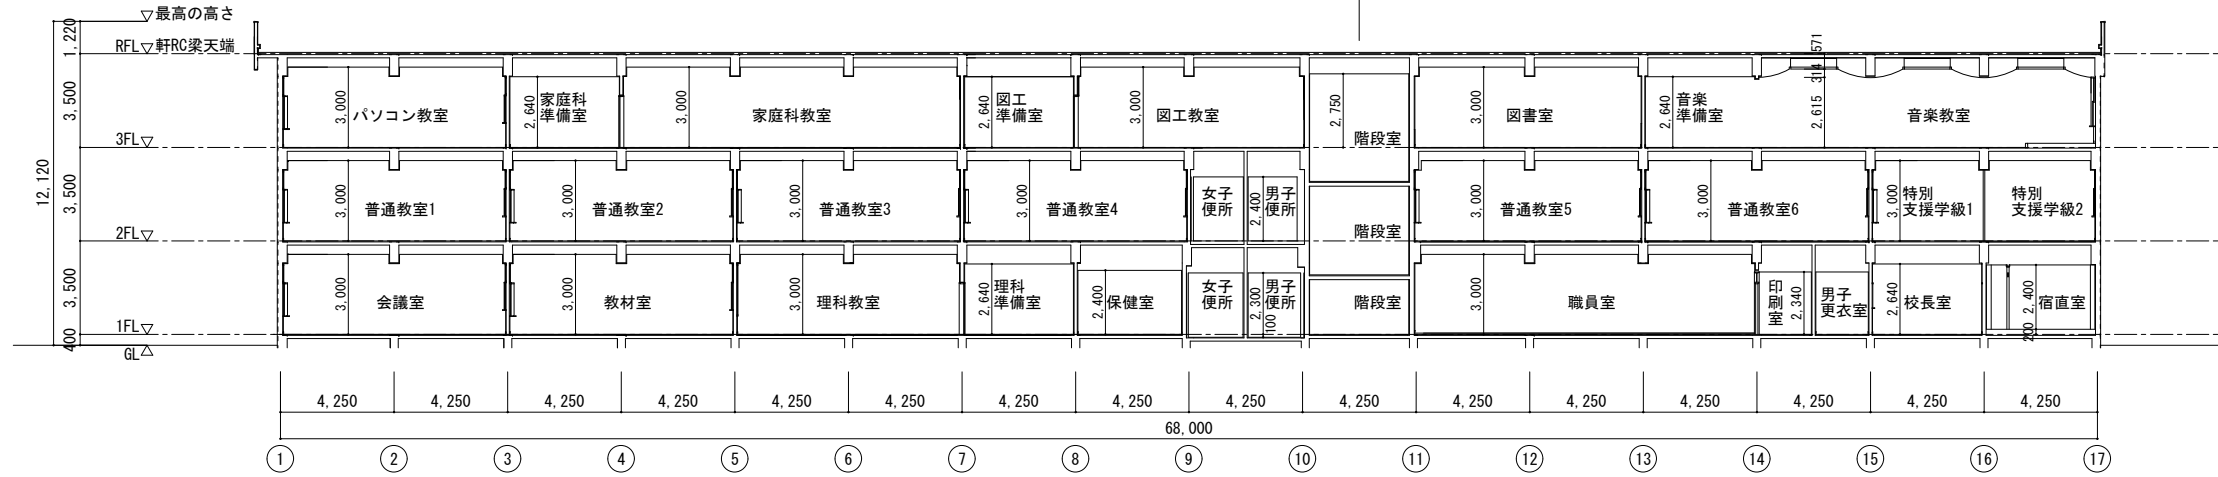 ▽最高の高さ
1,220
RFL▽軒RC梁天端
571
314
3,500
3,000
パソコン教室
2,640
家庭科
準備室
3,000
家庭科教室
2,640
図工
準備室
3,000
図工教室
2,750
階段室
3,000
図書室
2,640
音楽
準備室
2,615
音楽教室
3FL▽
12,120
3,500
3,000
普通教室1
3,000
普通教室2
3,000
普通教室3
3,000
普通教室4
女子
便所
2,400
男子
便所
階段室
3,000
普通教室5
3,000
普通教室6
3,000
特別
支援学級1
特別
支援学級2
2FL▽
3,500
3,000
会議室
3,000
教材室
3,000
理科教室
2,640
理科
準備室
2,400
保健室
女子
便所
2,300
100
男子
便所
階段室
3,000
職員室
印
刷
室
2,340
男子
更衣室
2,640
校長室
2,400
200
宿直室
1FL▽
400
GL△
4,250 4,250 4,250 4,250 4,250 4,250 4,250 4,250 4,250 4,250 4,250 4,250 4,250 4,250 4,250 4,250
68,000
1 2 3 4 5 6 7 8 9 10 11 12 13 14 15 16 17